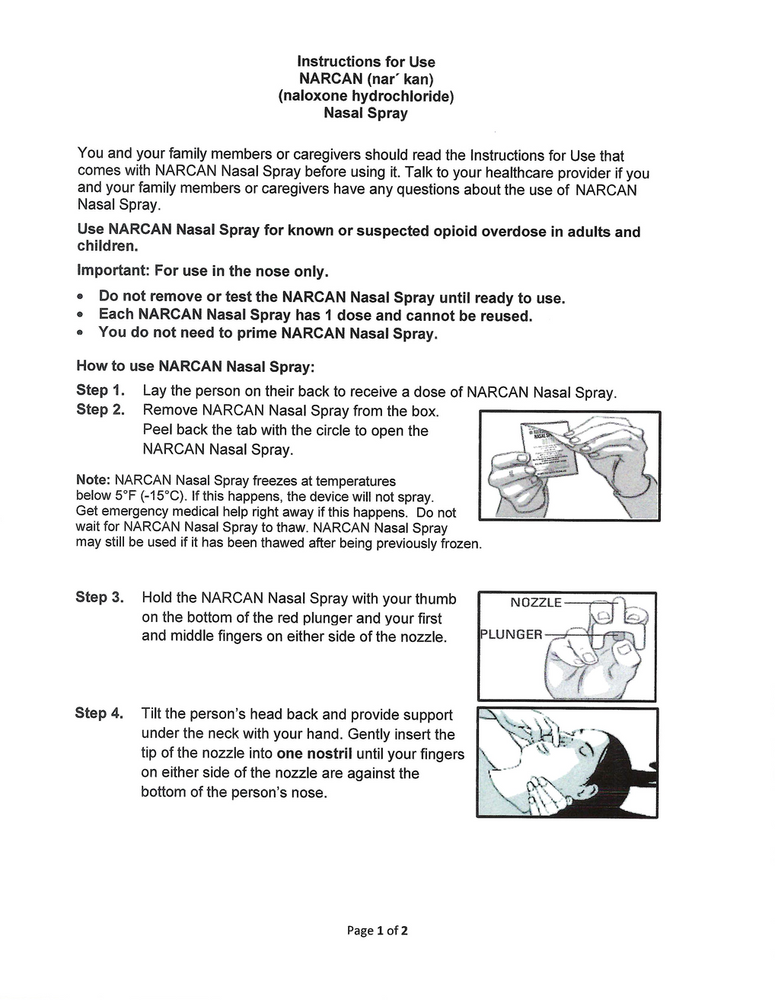 Instructions for Use
NARCAN (nar´ kan)
(naloxone hydrochloride)
Nasal Spray
You and your family members or caregivers should read the Instructions for Use that
comes with NARCAN Nasal Spray before using it. Talk to your healthcare provider if you
and your family members or caregivers have any questions about the use of NARCAN
Nasal Spray.
Use NARCAN Nasal Spray for known or suspected opioid overdose in adults and
children.
Important: For use in the nose only.
• Do not remove or test the NARCAN Nasal Spray until ready to use.
• Each NARCAN Nasal Spray has 1 dose and cannot be reused.
• You do not need to prime NARCAN Nasal Spray.
How to use NARCAN Nasal Spray:
Step 1. Lay the person on their back to receive a dose of NARCAN Nasal Spray.
Step 2. Remove NARCAN Nasal Spray from the box.
Peel back the tab with the circle to open the
NARCAN Nasal Spray.
Note: NARCAN Nasal Spray freezes at temperatures
below 5°F (-15°C). If this happens, the device will not spray.
Get emergency medical help right away if this happens. Do not
wait for NARCAN Nasal Spray to thaw. NARCAN Nasal Spray
may still be used if it has been thawed after being previously frozen.
Step 3. Hold the NARCAN Nasal Spray with your thumb
on the bottom of the red plunger and your first
and middle fingers on either side of the nozzle.
NOZZLE
PLUNGER
Step 4. Tilt the person's head back and provide support
under the neck with your hand. Gently insert the
tip of the nozzle into one nostril until your fingers
on either side of the nozzle are against the
bottom of the person's nose.
Page 1 of 2